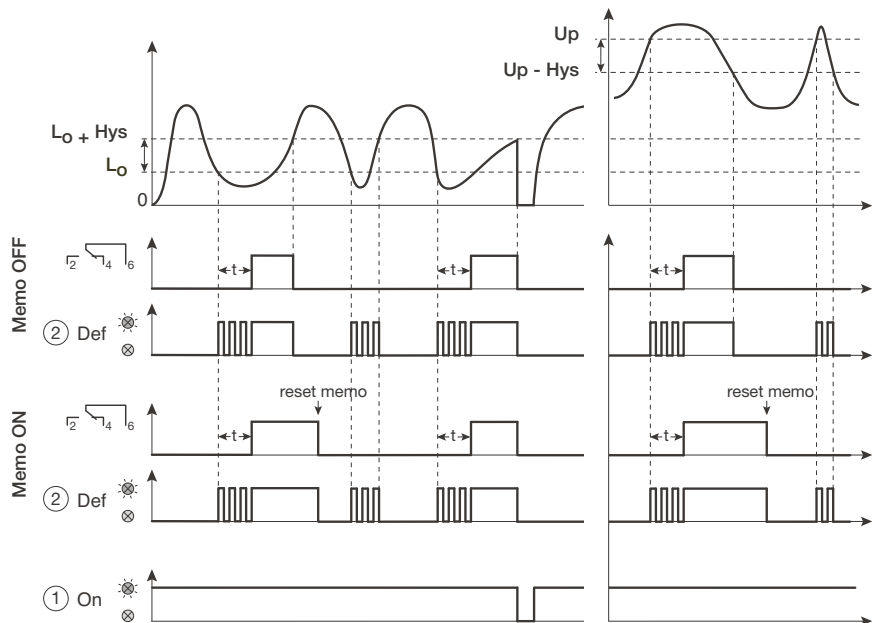 Up
Up - Hys
Lo + Hys
Lo
0
Memo OFF
2 4 6
t t t
2 Def
reset memo reset memo
Memo ON
2 4 6
t t t
2 Def
1 On